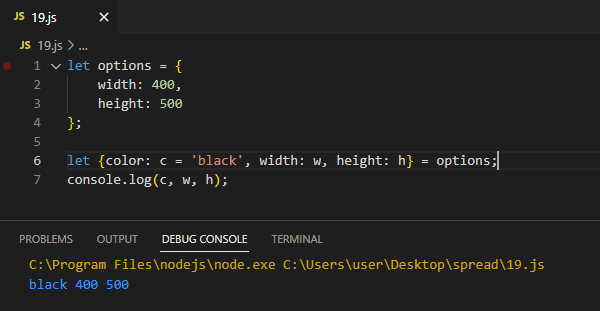 JS 19.js ×
JS 19.js > ...
1 let options = {
2     width: 400,
3     height: 500
4 };
5
6 let {color: c = 'black', width: w, height: h} = options;
7 console.log(c, w, h);
PROBLEMS OUTPUT DEBUG CONSOLE TERMINAL
C:\Program Files\nodejs\node.exe C:\Users\user\Desktop\spread\19.js
black 400 500